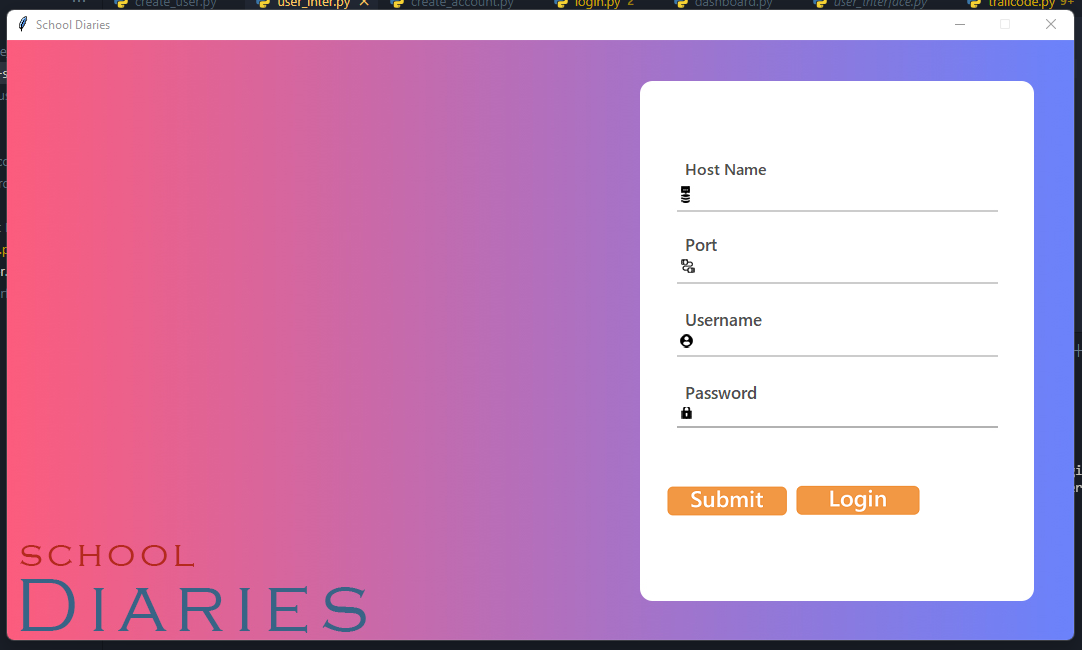 create_user.py
user_inter.py
create_account.py
login.py 2
dashboard.py
user_interface.py
trailcode.py 9+
School Diaries
Host Name
Port
Username
Password
Submit
Login
SCHOOL
DIARIES